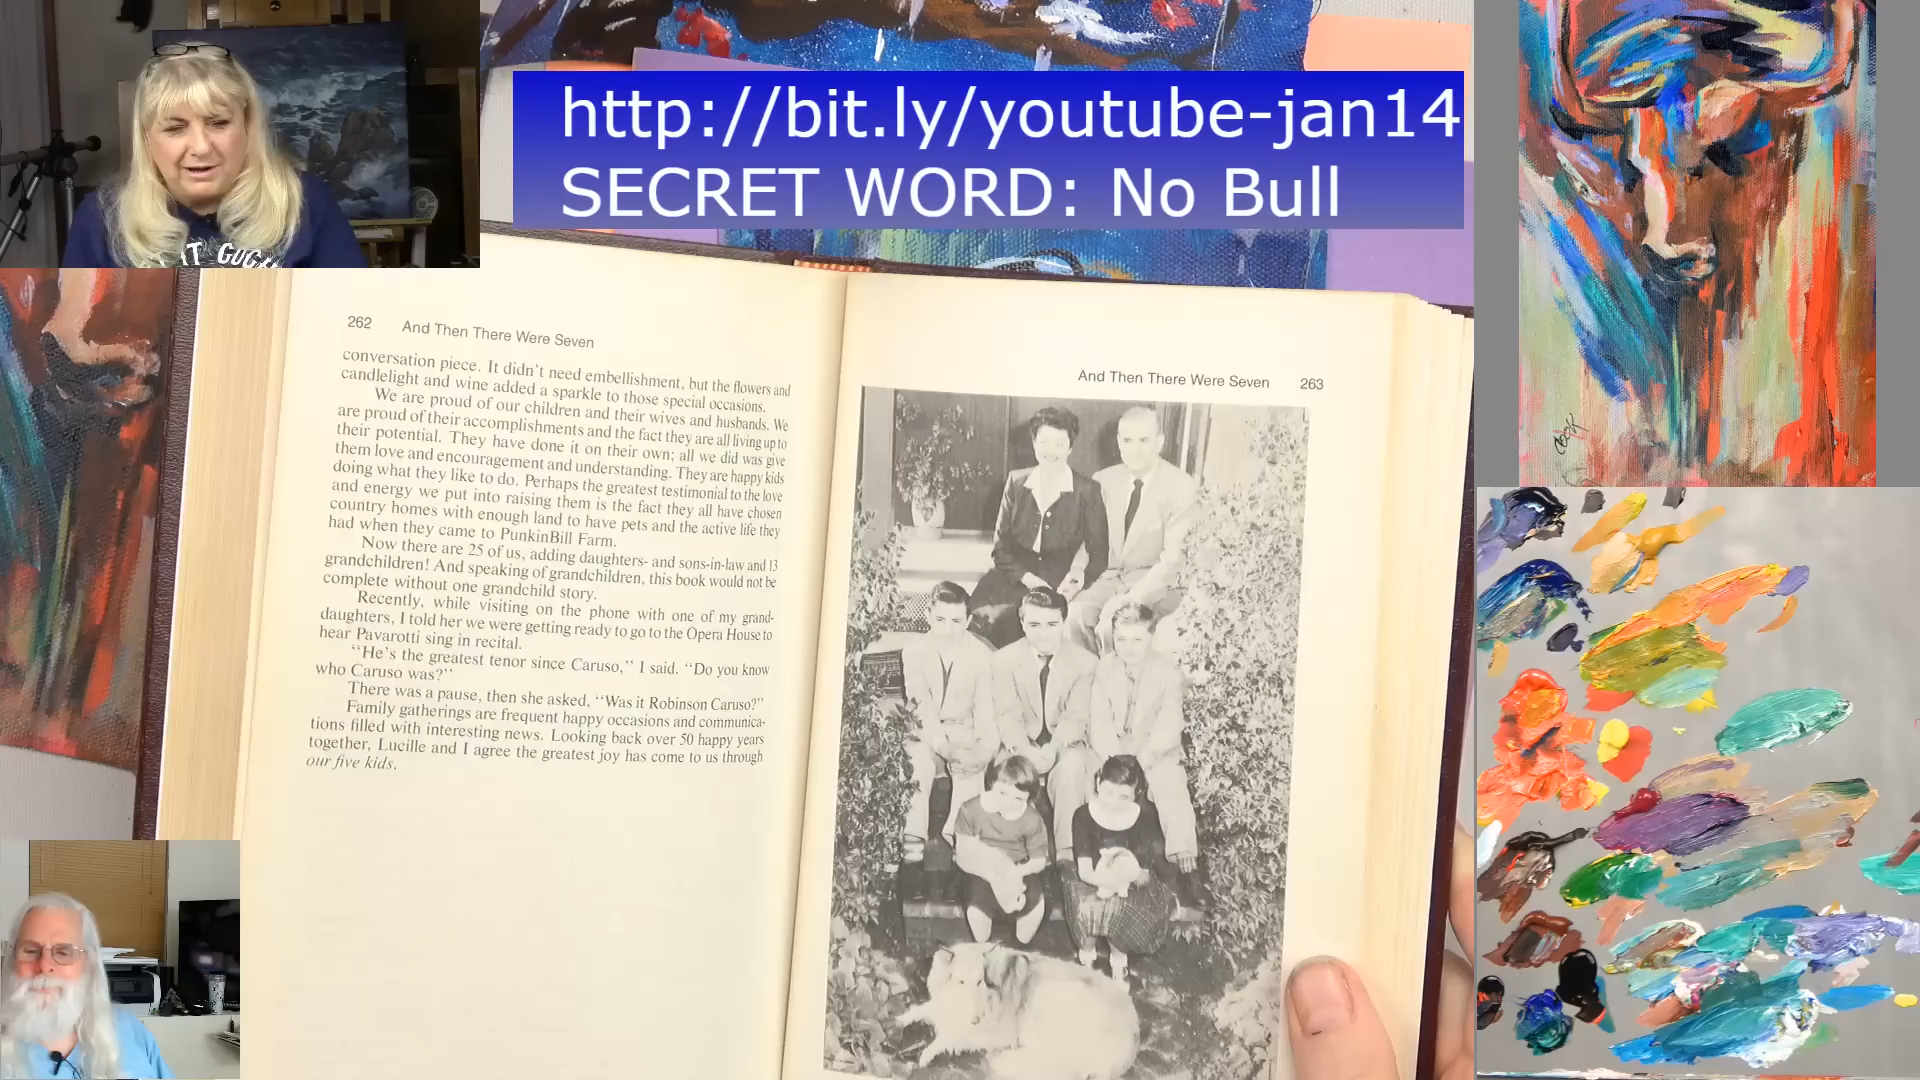 http://bit.ly/youtube-jan14
SECRET WORD: No Bull
IT GUCK
262 And Then There Were Seven
conversation piece. It didn't need embellishment, but the flowers and
candlelight and wine added a sparkle to those special occasions.
We are proud of our children and their wives and husbands. We
are proud of their accomplishments and the fact they are all living up to
their potential. They have done it on their own; all we did was give
them love and encouragement and understanding. They are happy kids
doing what they like to do. Perhaps the greatest testimonial to the love
and energy we put into raising them is the fact they all have chosen
country homes with enough land to have pets and the active life they
had when they came to PunkinBill Farm.
Now there are 25 of us, adding daughters- and sons-in-law and 13
grandchildren! And speaking of grandchildren, this book would not be
complete without one grandchild story.
Recently, while visiting on the phone with one of my grand-
daughters, I told her we were getting ready to go to the Opera House to
hear Pavarotti sing in recital.
"He's the greatest tenor since Caruso," I said. "Do you know
who Caruso was?"
There was a pause, then she asked, "Was it Robinson Caruso?"
Family gatherings are frequent happy occasions and communica-
tions filled with interesting news. Looking back over 50 happy years
together, Lucille and I agree the greatest joy has come to us through
our five kids.
And Then There Were Seven 263
COOK